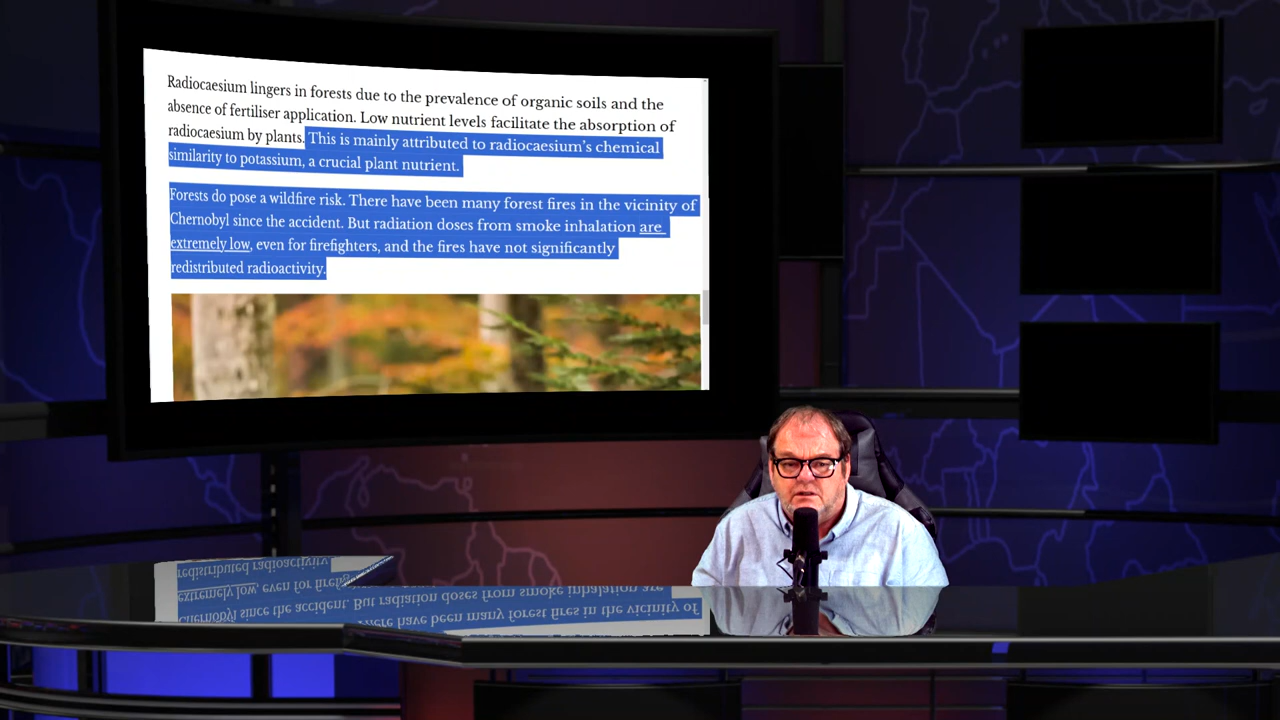 Radiocaesium lingers in forests due to the prevalence of organic soils and the
absence of fertiliser application. Low nutrient levels facilitate the absorption of
radiocaesium by plants. This is mainly attributed to radiocaesium's chemical
similarity to potassium, a crucial plant nutrient.
Forests do pose a wildfire risk. There have been many forest fires in the vicinity of
Chernobyl since the accident. But radiation doses from smoke inhalation are
extremely low, even for firefighters, and the fires have not significantly
redistributed radioactivity.